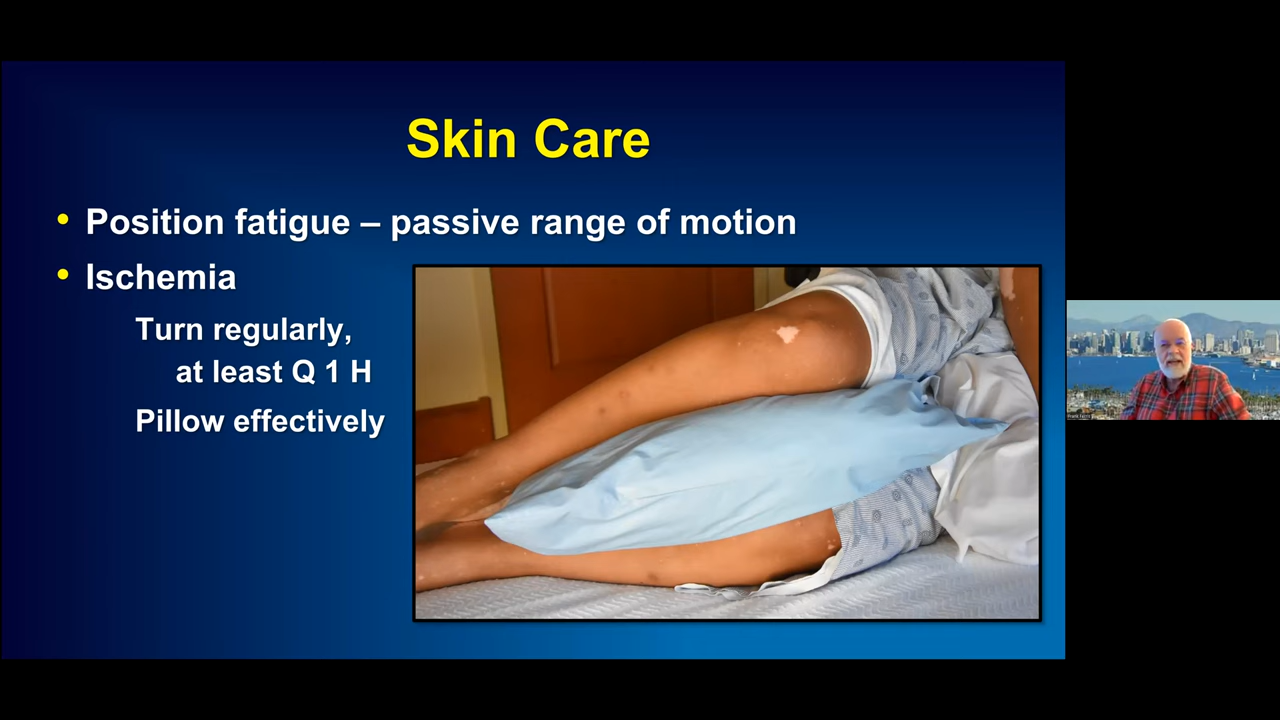 Skin Care
• Position fatigue – passive range of motion
• Ischemia
Turn regularly,
at least Q 1 H
Pillow effectively